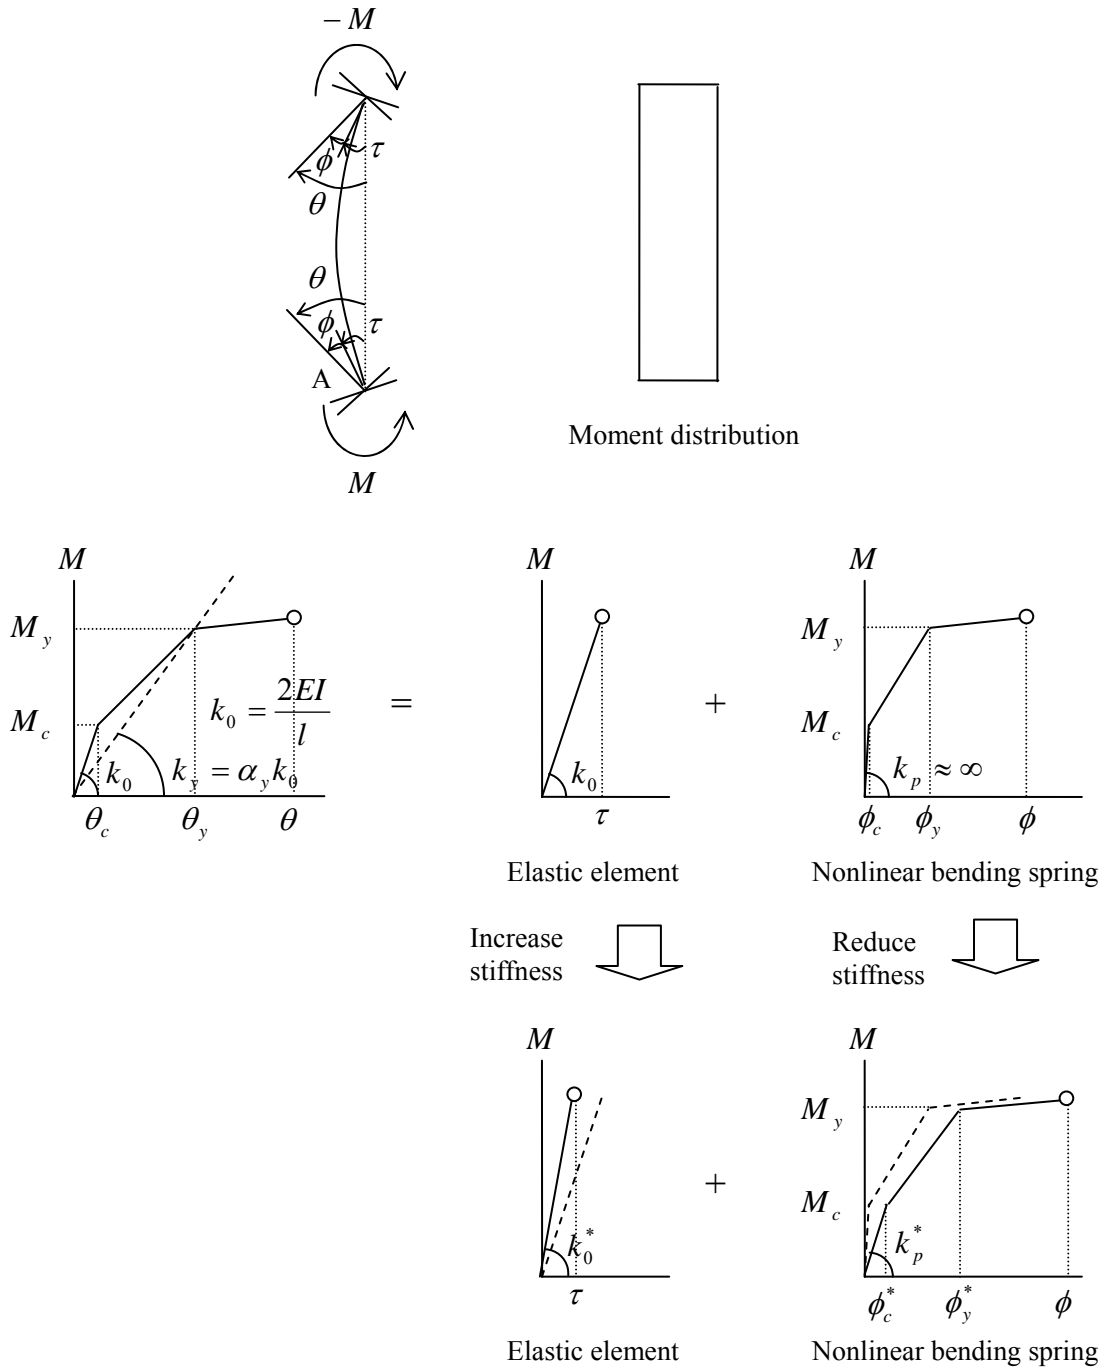 − M
ϕ τ
θ
θ
ϕ τ
A
M
Moment distribution
M
M_y
M_c
k_0 = 2EI / l
k_0
k_y = α_y k_0
θ_c θ_y θ
=
M
k_0
τ
Elastic element
+
M
M_y
M_c
k_p ≈ ∞
ϕ_c ϕ_y ϕ
Nonlinear bending spring
Increase
stiffness
Reduce
stiffness
M
k_0^*
τ
Elastic element
+
M
M_y
M_c
k_p^*
ϕ_c^* ϕ_y^* ϕ
Nonlinear bending spring